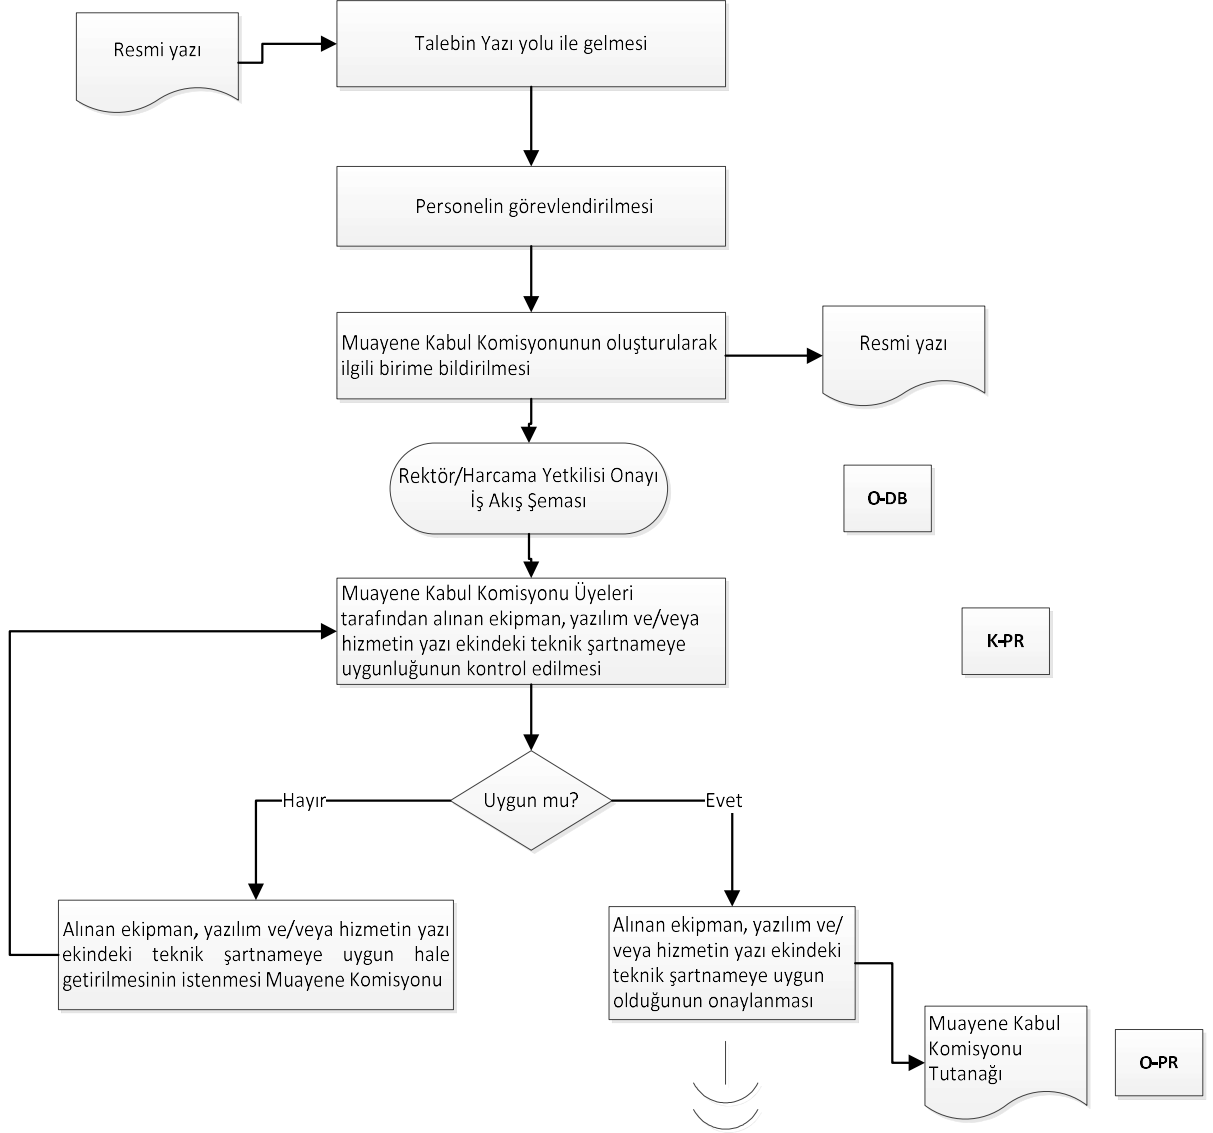 Resmi yazı
Talebin Yazı yolu ile gelmesi
Personelin görevlendirilmesi
Muayene Kabul Komisyonunun oluşturularak
ilgili birime bildirilmesi
Resmi yazı
Rektör/Harcama Yetkilisi Onayı
İş Akış Şeması
O-DB
Muayene Kabul Komisyonu Üyeleri
tarafından alınan ekipman, yazılım ve/veya
hizmetin yazı ekindeki teknik şartnameye
uygunluğunun kontrol edilmesi
K-PR
Hayır
Uygun mu?
Evet
Alınan ekipman, yazılım ve/veya hizmetin yazı
ekindeki teknik şartnameye uygun hale
getirilmesinin istenmesi Muayene Komisyonu
Alınan ekipman, yazılım ve/
veya hizmetin yazı ekindeki
teknik şartnameye uygun
olduğunun onaylanması
Muayene Kabul
Komisyonu
Tutanağı
O-PR